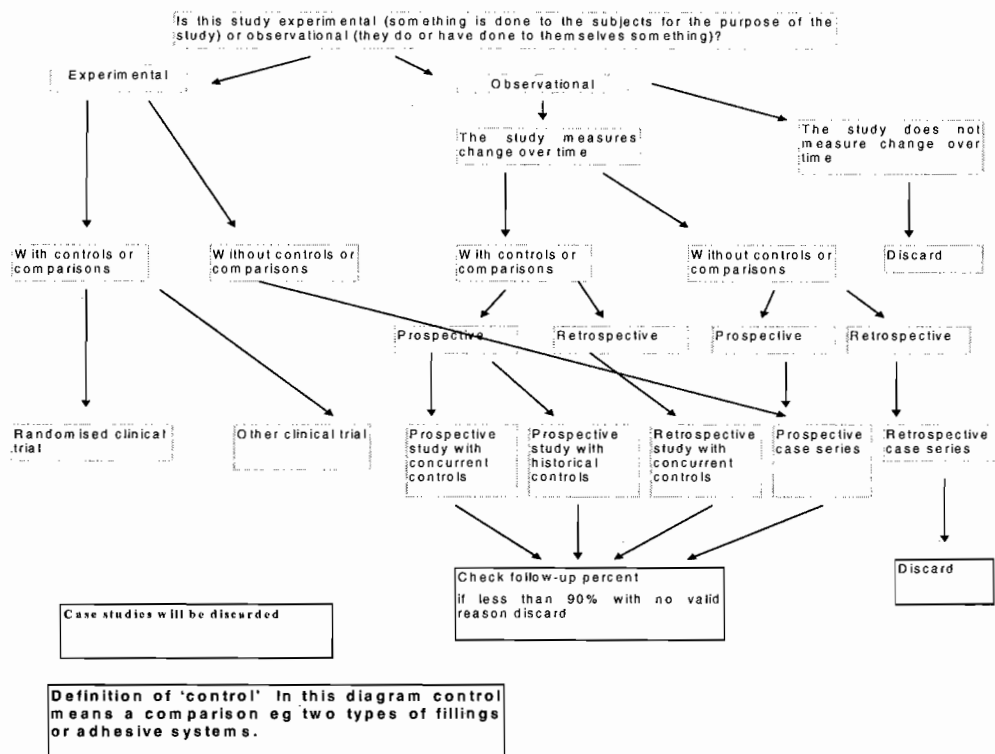 Is this study experimental (something is done to the subjects for the purpose of the
study) or observational (they do or have done to themselves something)?
Experimental
Observational
The study measures
change over time
The study does not
measure change over
time
With controls or
comparisons
Without controls or
comparisons
With controls or
comparisons
Without controls or
comparisons
Discard
Prospective
Retrospective
Prospective
Retrospective
Randomised clinical
trial
Other clinical trial
Prospective
study with
concurrent
controls
Prospective
study with
historical
controls
Retrospective
study with
concurrent
controls
Prospective
case series
Retrospective
case series
Check follow-up percent
if less than 90% with no valid
reason discard
Discard
Case studies will be discarded
Definition of 'control' In this diagram control
means a comparison eg two types of fillings
or adhesive systems.